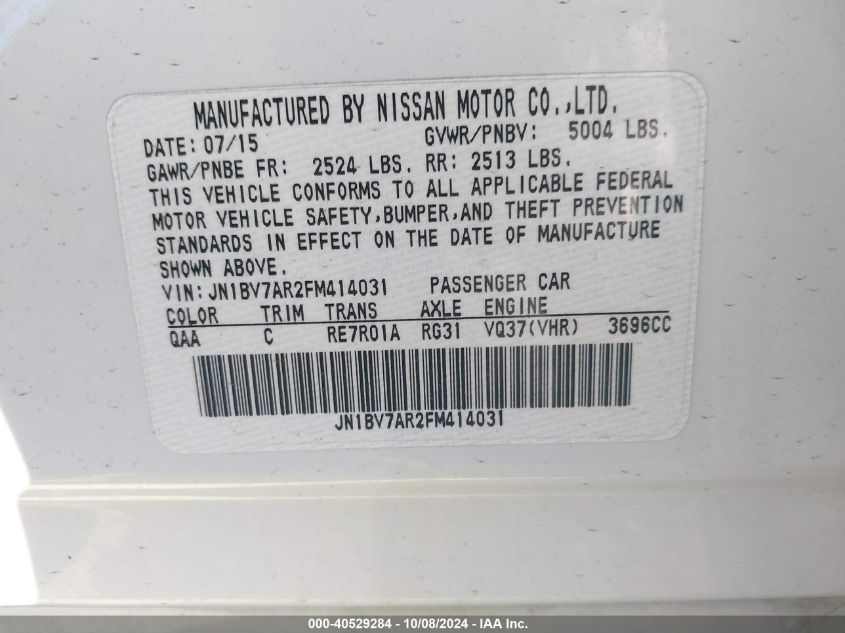 MANUFACTURED BY NISSAN MOTOR CO.,LTD.
DATE: 07/15 GVWR/PNBV: 5004 LBS.
GAWR/PNBE FR: 2524 LBS. RR: 2513 LBS.
THIS VEHICLE CONFORMS TO ALL APPLICABLE FEDERAL
MOTOR VEHICLE SAFETY,BUMPER,AND THEFT PREVENTION
STANDARDS IN EFFECT ON THE DATE OF MANUFACTURE
SHOWN ABOVE.
VIN: JN1BV7AR2FM414031 PASSENGER CAR
COLOR TRIM TRANS AXLE ENGINE
QAA C RE7R01A RG31 VQ37(VHR) 3696CC
JN1BV7AR2FM414031
000-40529284 - 10/08/2024 - IAA Inc.